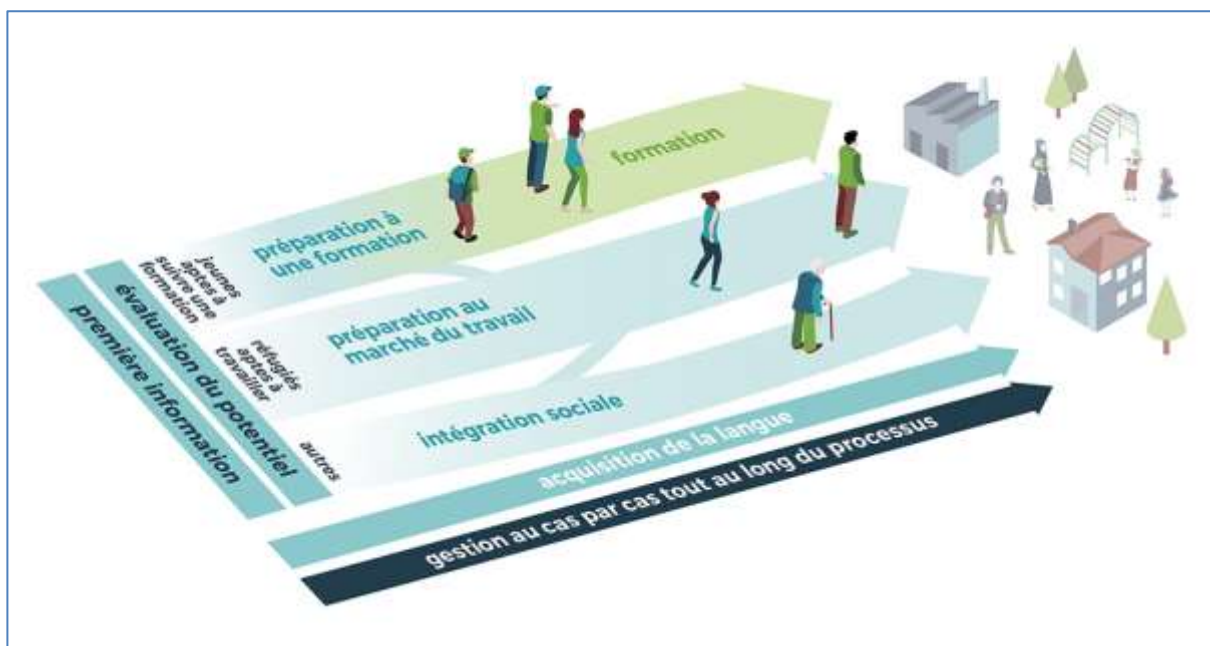 première information
évaluation du potentiel
jeunes
aptes à
suivre une
formation
préparation à
une formation
formation
réfugiés
aptes à
travailler
préparation au
marché du travail
autres
intégration sociale
acquisition de la langue
gestion au cas par cas tout au long du processus